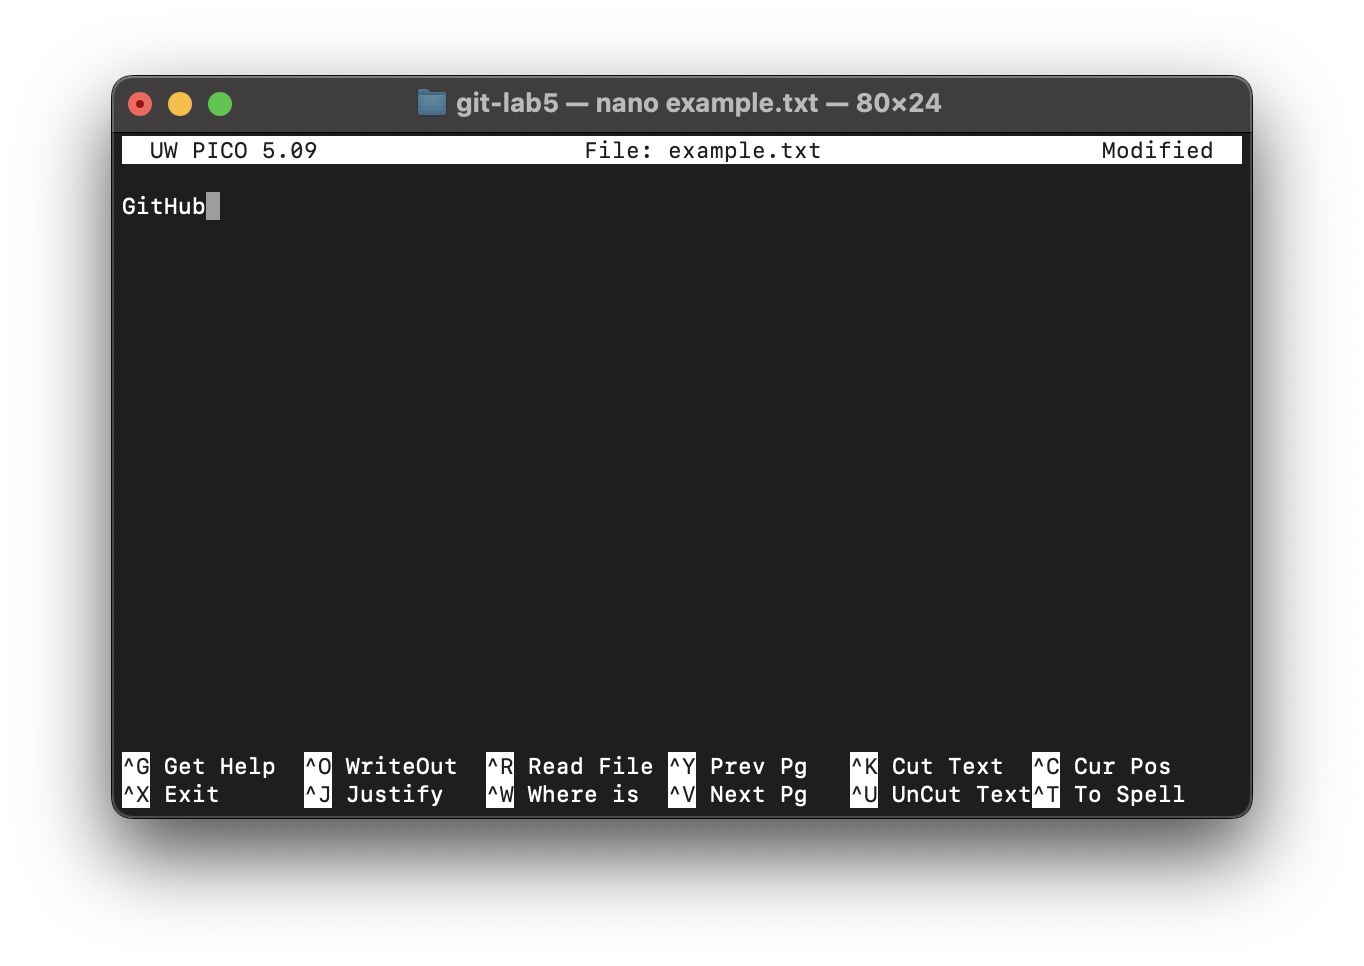 git-lab5 — nano example.txt — 80×24
UW PICO 5.09 File: example.txt Modified
GitHub
^G Get Help ^O WriteOut ^R Read File ^Y Prev Pg ^K Cut Text ^C Cur Pos
^X Exit ^J Justify ^W Where is ^V Next Pg ^U UnCut Text ^T To Spell